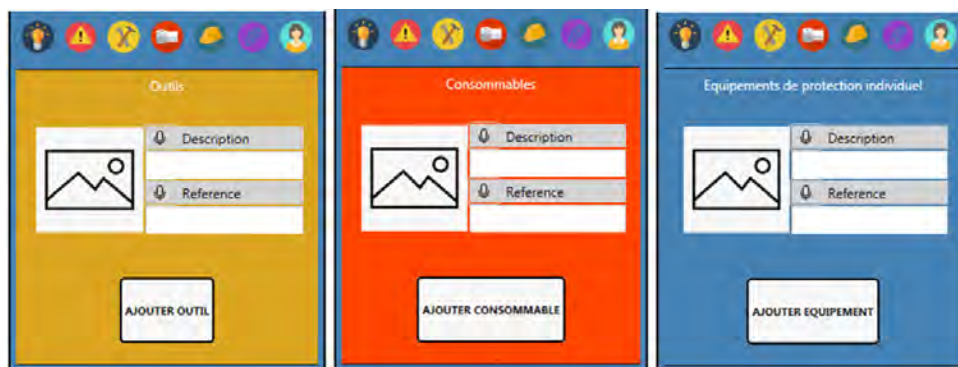 Outils
Description
Reference
AJOUTER OUTIL
Consommables
Description
Reference
AJOUTER CONSOMMABLE
Equipements de protection individuel
Description
Reference
AJOUTER EQUIPEMENT